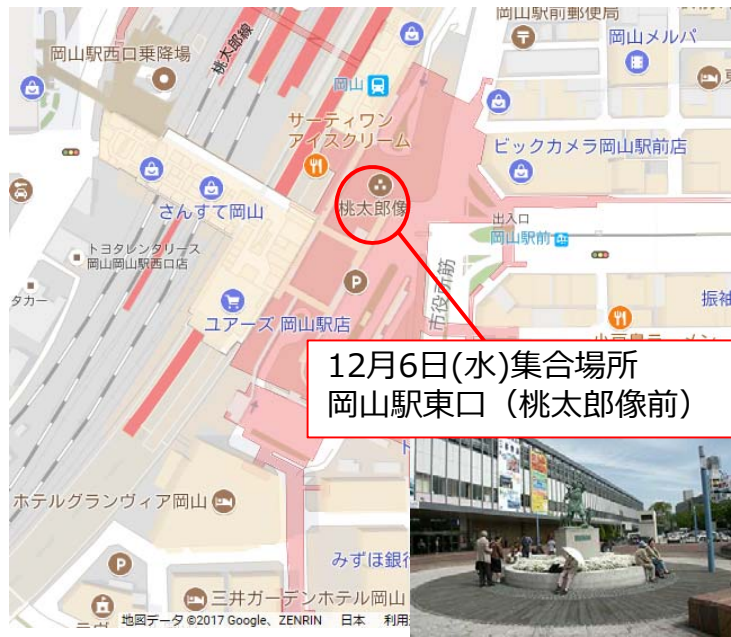 岡山駅前郵便局
岡山メルパ
岡山駅西口乗降場
桃太郎線
岡山
サーティワン
アイスクリーム
ビックカメラ岡山駅前店
桃太郎像
さんすて岡山
出入口
岡山駅前
トヨタレンタリース
岡山岡山駅西口店
タカー
市役所筋
振袖
ユアーズ 岡山駅店
12月6日(水)集合場所
岡山駅東口（桃太郎像前）
ホテルグランヴィア岡山
みずほ銀行
三井ガーデンホテル岡山
地図データ ©2017 Google、ZENRIN 日本 利用